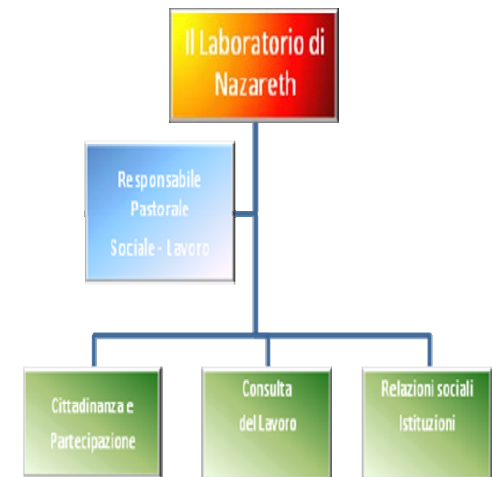 Il Laboratorio di
Nazareth
Responsabile
Pastorale
Sociale - Lavoro
Cittadinanza e
Partecipazione
Consulta
del Lavoro
Relazioni sociali
Istituzioni